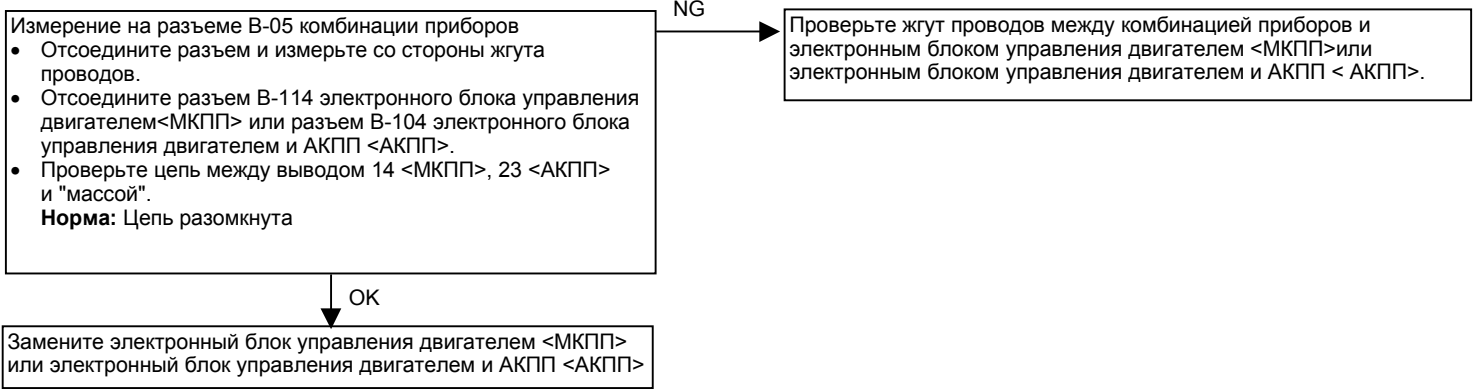 Измерение на разъеме В-05 комбинации приборов
• Отсоедините разъем и измерьте со стороны жгута
проводов.
• Отсоедините разъем В-114 электронного блока управления
двигателем<МКПП> или разъем В-104 электронного блока
управления двигателем и АКПП <АКПП>.
• Проверьте цепь между выводом 14 <МКПП>, 23 <АКПП>
и "массой".
Норма: Цепь разомкнута
NG
Проверьте жгут проводов между комбинацией приборов и
электронным блоком управления двигателем <МКПП>или
электронным блоком управления двигателем и АКПП < АКПП>.
OK
Замените электронный блок управления двигателем <МКПП>
или электронный блок управления двигателем и АКПП <АКПП>